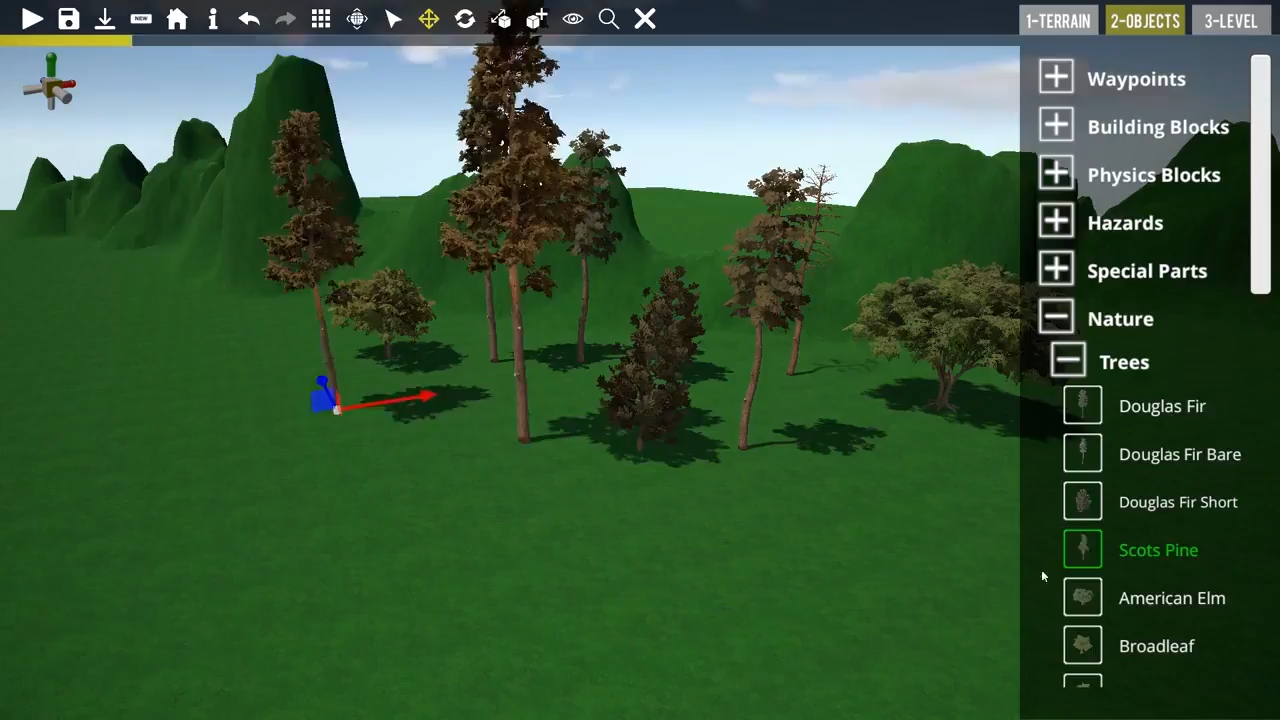 NEW
1-TERRAIN
2-OBJECTS
3-LEVEL
Waypoints
Building Blocks
Physics Blocks
Hazards
Special Parts
Nature
Trees
Douglas Fir
Douglas Fir Bare
Douglas Fir Short
Scots Pine
American Elm
Broadleaf